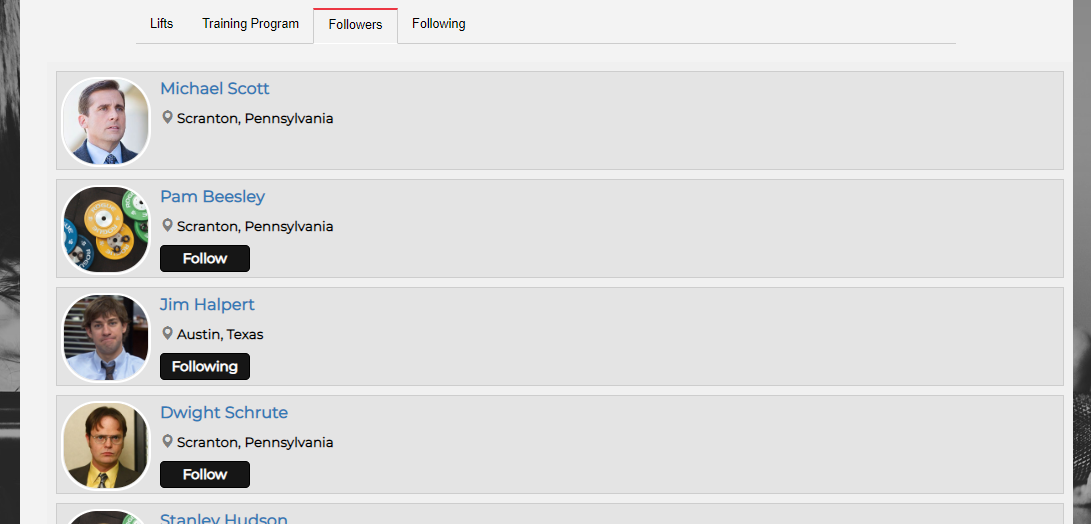 Lifts Training Program Followers Following
Michael Scott
Scranton, Pennsylvania
Pam Beesley
Scranton, Pennsylvania
Follow
Jim Halpert
Austin, Texas
Following
Dwight Schrute
Scranton, Pennsylvania
Follow
Stanley Hudson